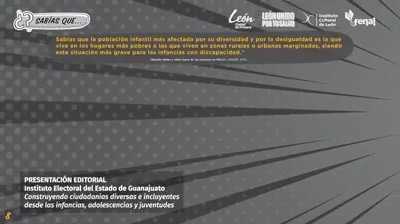 ¿? SABÍAS QUE...
León
LEÓN UNIDO
POR TU SALUD
Instituto
Cultural
de León
fenal
Sabías que la población infantil más afectada por su diversidad y por la desigualdad es la que
vive en los hogares más pobres o las que viven en zonas rurales o urbanas marginadas, siendo
esta situación más grave para las infancias con discapacidad."
PRESENTACIÓN EDITORIAL
Instituto Electoral del Estado de Guanajuato
Construyendo ciudadanías diversas e incluyentes
desde las infancias, adolescencias y juventudes
8